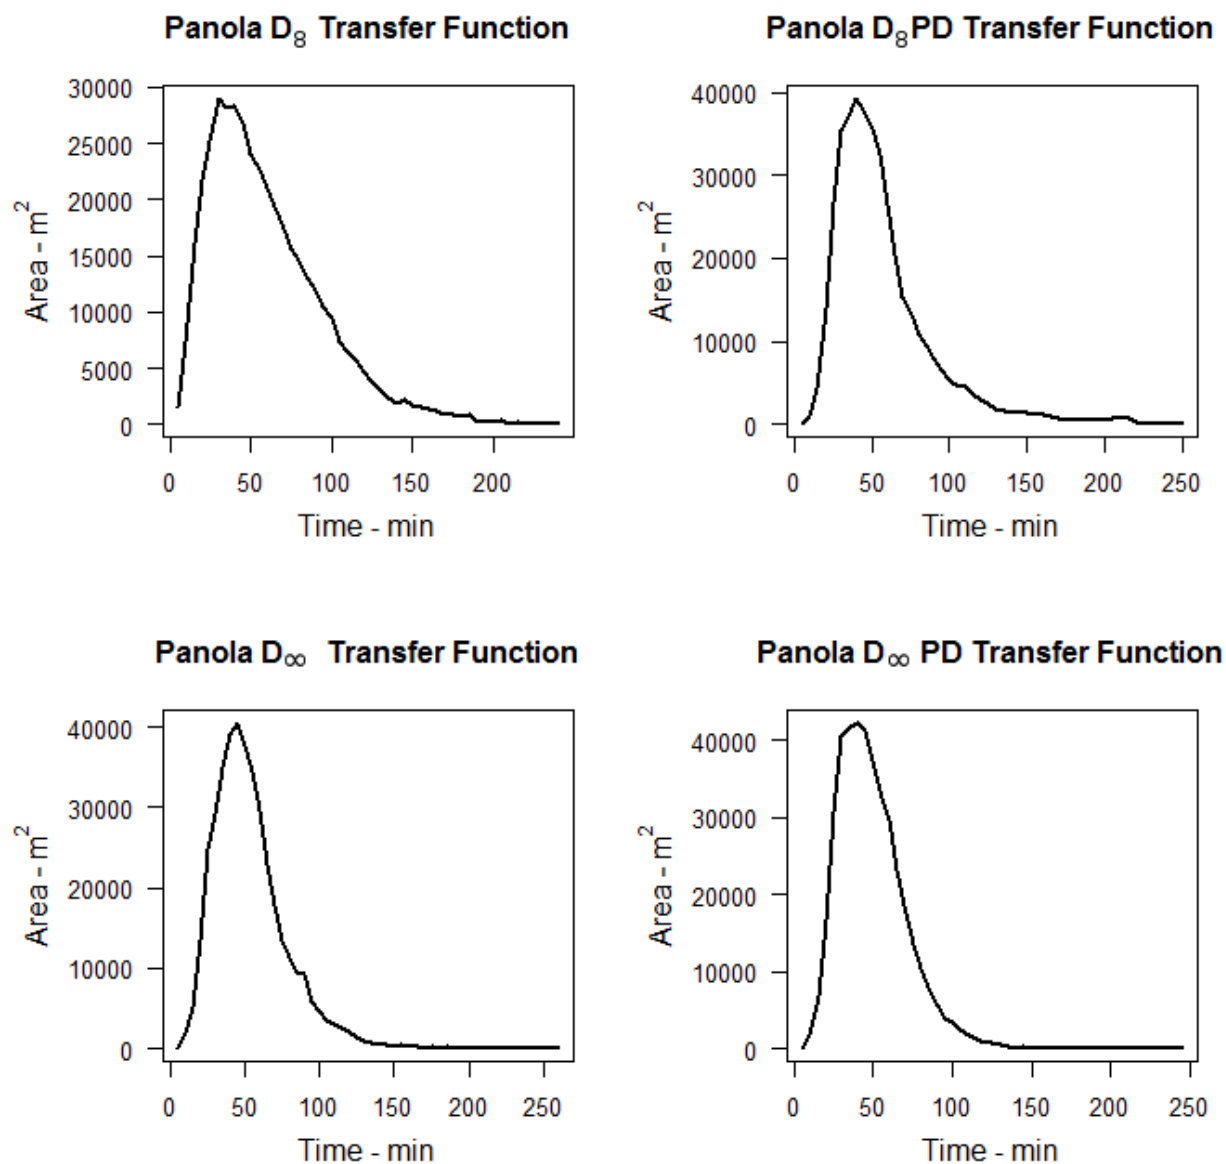 Panola D₈ Transfer Function
Area - m²
30000
25000
20000
15000
10000
5000
0
0 50 100 150 200
Time - min
Panola D₈PD Transfer Function
Area - m²
40000
30000
20000
10000
0
0 50 100 150 200 250
Time - min
Panola D∞ Transfer Function
Area - m²
40000
30000
20000
10000
0
0 50 100 150 200 250
Time - min
Panola D∞ PD Transfer Function
Area - m²
40000
30000
20000
10000
0
0 50 100 150 200 250
Time - min